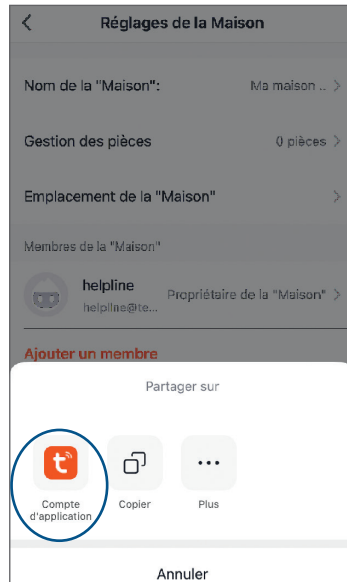 Réglages de la Maison
Nom de la "Maison": Ma maison ..
Gestion des pièces 0 pièces
Emplacement de la "Maison"
Membres de la "Maison"
helpline
helpline@te... Propriétaire de la "Maison"
Ajouter un membre
Partager sur
Compte
d'application
Copier
Plus
Annuler